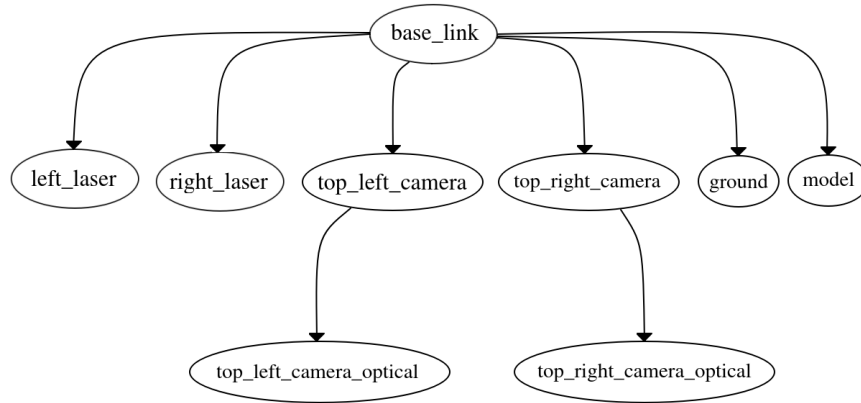 base_link
left_laser
right_laser
top_left_camera
top_right_camera
ground
model
top_left_camera_optical
top_right_camera_optical